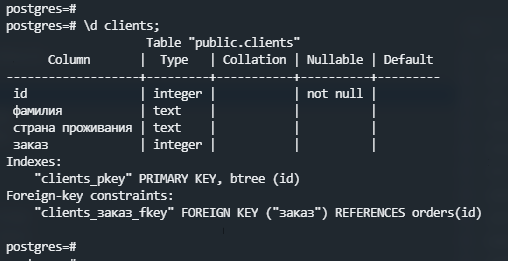 postgres=#
postgres=# \d clients;
                    Table "public.clients"
      Column       |  Type   | Collation | Nullable | Default
-------------------+---------+-----------+----------+---------
 id                | integer |           | not null |
 фамилия           | text    |           |          |
 страна проживания | text    |           |          |
 заказ             | integer |           |          |
Indexes:
    "clients_pkey" PRIMARY KEY, btree (id)
Foreign-key constraints:
    "clients_заказ_fkey" FOREIGN KEY ("заказ") REFERENCES orders(id)
postgres=#